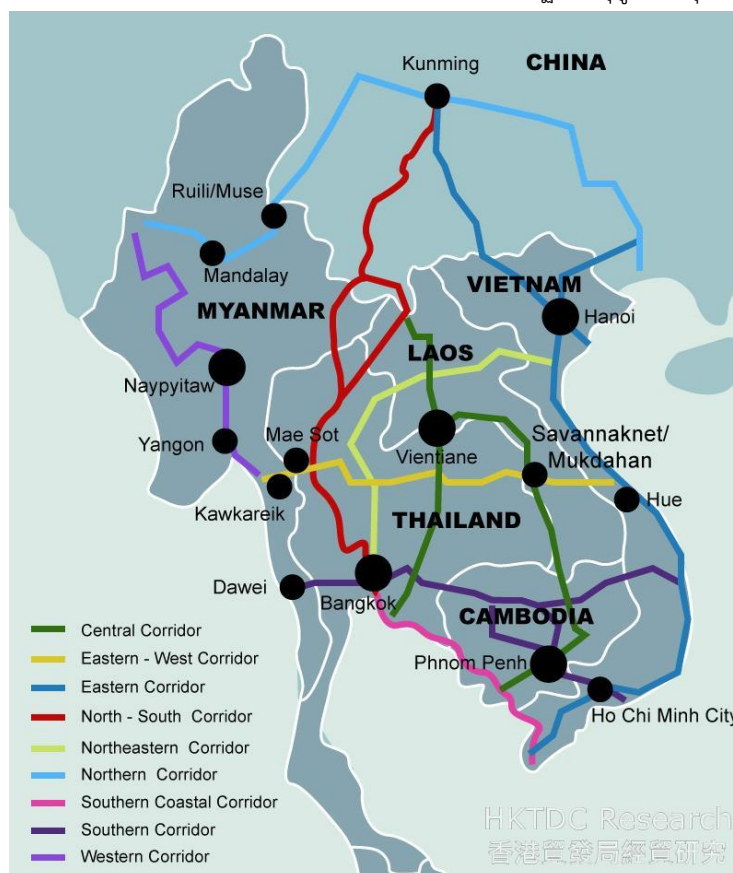 Kunming
CHINA
Ruili/Muse
Mandalay
VIETNAM
MYANMAR
Hanoi
LAOS
Naypyitaw
Mae Sot
Savannaknet/
Mukdahan
Yangon
Vientiane
Kawkareik
Hue
THAILAND
Dawei
Bangkok
CAMBODIA
Phnom Penh
Ho Chi Minh City
Central Corridor
Eastern - West Corridor
Eastern Corridor
North - South Corridor
Northeastern Corridor
Northern Corridor
Southern Coastal Corridor
Southern Corridor
Western Corridor
HKTDC Research
香港貿發局經貿研究